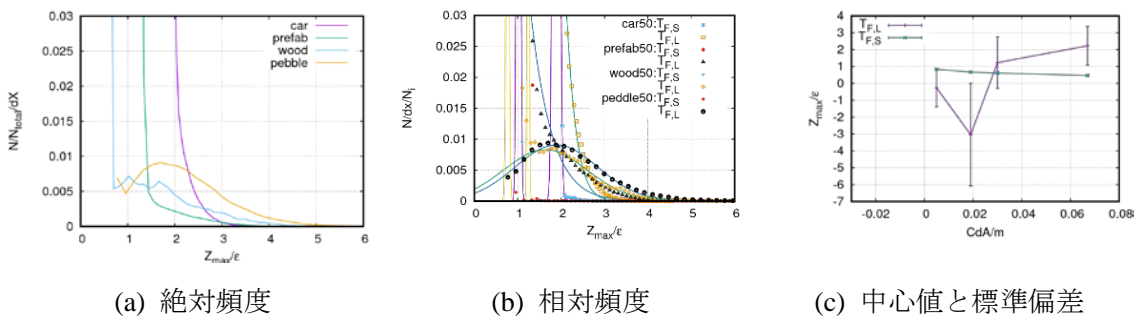 0.03
0.025
0.02
0.015
0.01
0.005
0
N/N_total/dX
car
prefab
wood
pebble
0 1 2 3 4 5 6
Z_max/ε
(a) 絶対頻度
0.03
0.025
0.02
0.015
0.01
0.005
0
N/dx/N_i
car50:T_F,S
T_F,L
prefab50:T_F,S
T_F,L
wood50:T_F,S
T_F,L
peddle50:T_F,S
T_F,L
0 1 2 3 4 5 6
Z_max/ε
(b) 相対頻度
4
3
2
1
0
-1
-2
-3
-4
-5
-6
-7
Z_max/ε
T_F,L
T_F,S
-0.02 0 0.02 0.04 0.06 0.08
CdA/m
(c) 中心値と標準偏差